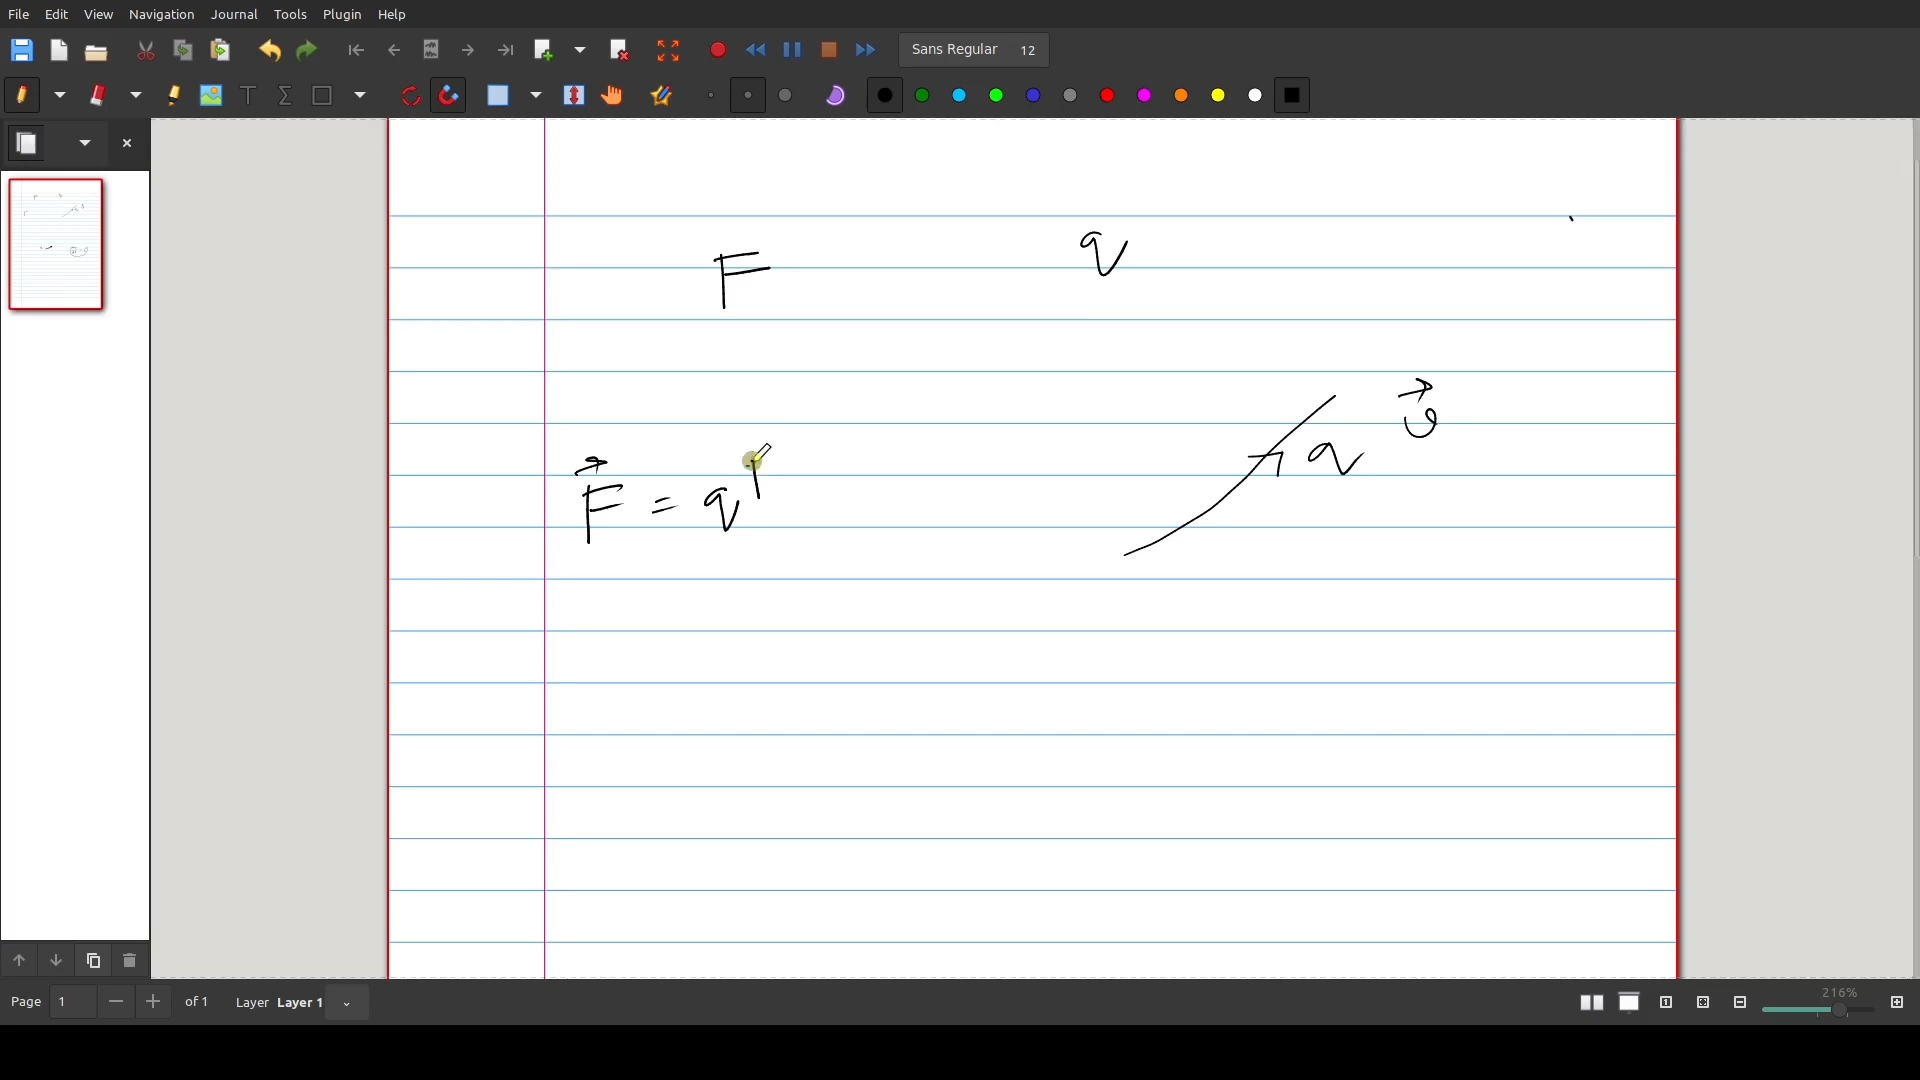 File Edit View Navigation Journal Tools Plugin Help
Sans Regular 12
F q
q v⃗
F⃗ = q
Page 1 of 1 Layer Layer 1
216%